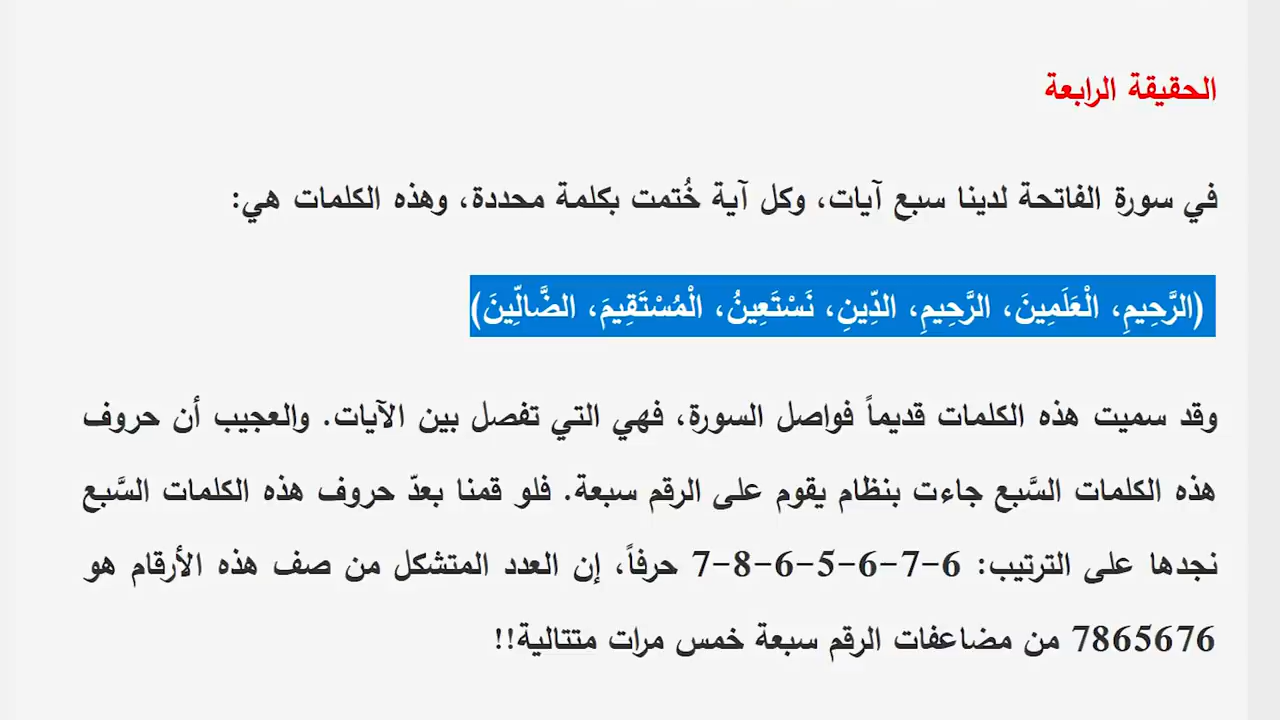 الحقيقة الرابعة
في سورة الفاتحة لدينا سبع آيات، وكل آية خُتمت بكلمة محددة، وهذه الكلمات هي:
(الرَّحِيمِ، الْعَلَمِينَ، الرَّحِيمِ، الدِّينِ، نَسْتَعِينُ، الْمُسْتَقِيمَ، الضَّالِّينَ)
وقد سميت هذه الكلمات قديماً فواصل السورة، فهي التي تفصل بين الآيات. والعجيب أن حروف
هذه الكلمات السَّبع جاءت بنظام يقوم على الرقم سبعة. فلو قمنا بعدّ حروف هذه الكلمات السَّبع
نجدها على الترتيب: 6-7-6-5-6-8-7 حرفاً، إن العدد المتشكل من صف هذه الأرقام هو
7865676 من مضاعفات الرقم سبعة خمس مرات متتالية!!